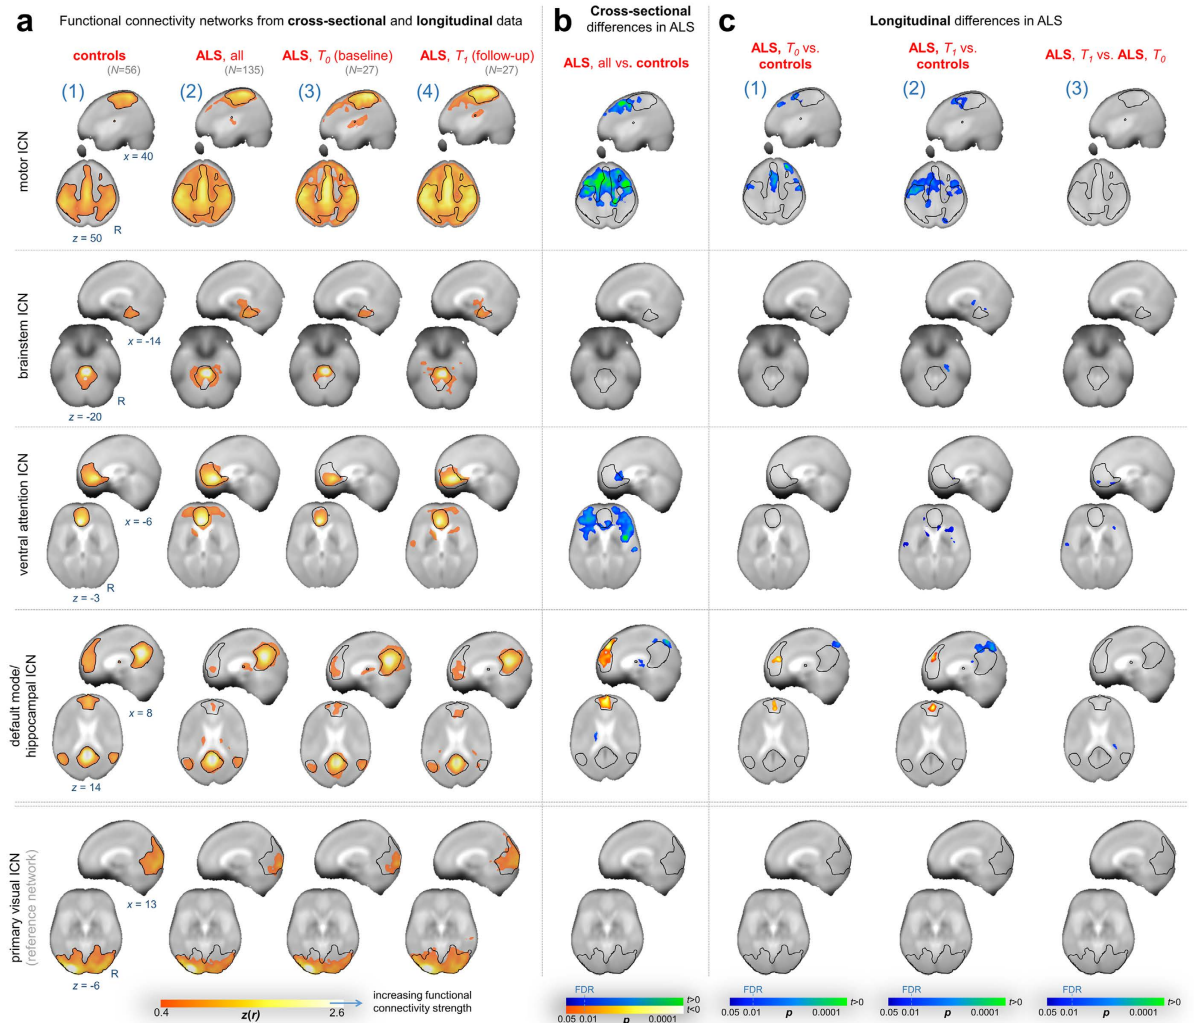 a Functional connectivity networks from cross-sectional and longitudinal data
b Cross-sectional
differences in ALS
c Longitudinal differences in ALS
controls
(N=56)
ALS, all
(N=135)
ALS, T0 (baseline)
(N=27)
ALS, T1 (follow-up)
(N=27)
ALS, all vs. controls
ALS, T0 vs.
controls
ALS, T1 vs.
controls
ALS, T1 vs. ALS, T0
(1) (2) (3) (4) (1) (2) (3)
motor ICN
x = 40
R
z = 50
brainstem ICN
x = -14
R
z = -20
ventral attention ICN
x = -6
R
z = -3
default mode/
hippocampal ICN
x = 8
z = 14
primary visual ICN
(reference network)
x = 13
R
z = -6
0.4 z(r) 2.6
increasing functional
connectivity strength
FDR
t>0
t<0
0.05 0.01 p 0.0001
FDR
t>0
0.05 0.01 p 0.0001
FDR
t>0
0.05 0.01 p 0.0001
FDR
t>0
0.05 0.01 p 0.0001